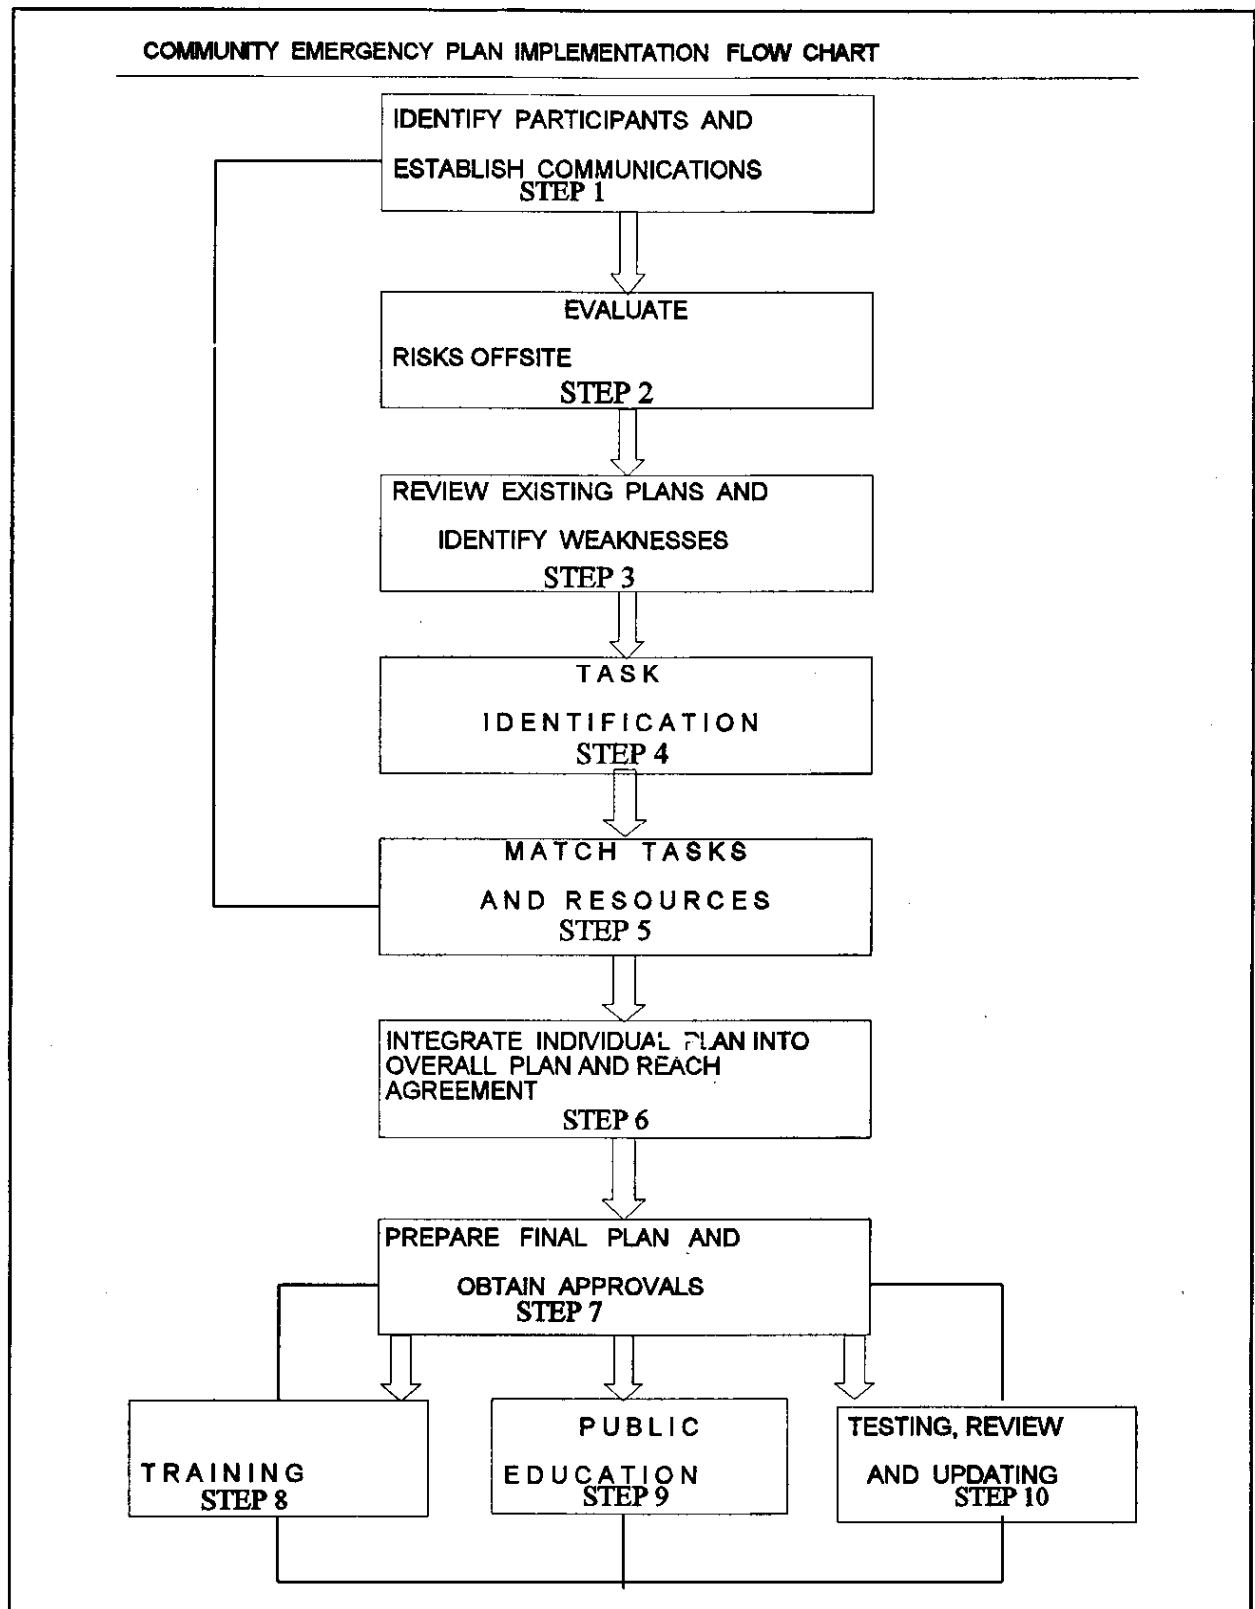 COMMUNITY EMERGENCY PLAN IMPLEMENTATION FLOW CHART
IDENTIFY PARTICIPANTS AND
ESTABLISH COMMUNICATIONS
STEP 1
EVALUATE
RISKS OFFSITE
STEP 2
REVIEW EXISTING PLANS AND
IDENTIFY WEAKNESSES
STEP 3
TASK
IDENTIFICATION
STEP 4
MATCH TASKS
AND RESOURCES
STEP 5
INTEGRATE INDIVIDUAL PLAN INTO
OVERALL PLAN AND REACH
AGREEMENT
STEP 6
PREPARE FINAL PLAN AND
OBTAIN APPROVALS
STEP 7
TRAINING
STEP 8
PUBLIC
EDUCATION
STEP 9
TESTING, REVIEW
AND UPDATING
STEP 10